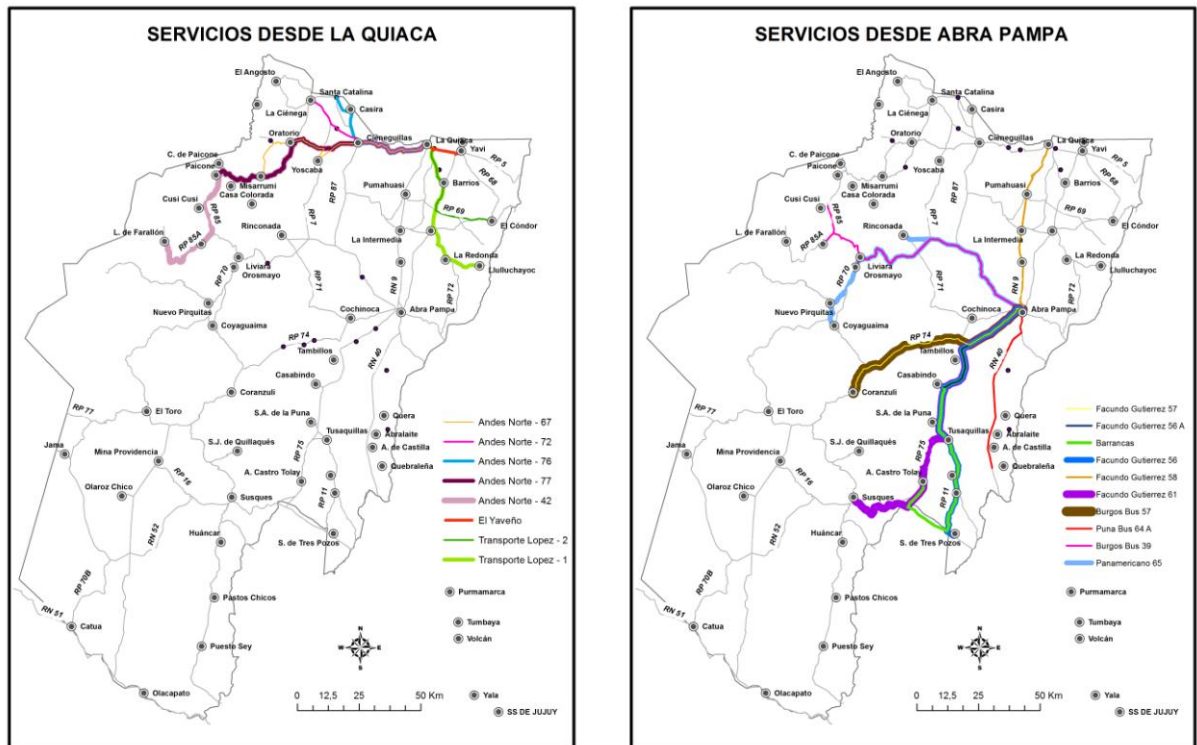 SERVICIOS DESDE LA QUIACA
El Angosto
Santa Catalina
Casira
La Ciénega
Oratorio
Cieneguillas
La Quiaca
Yavi
RP 5
C. de Paicone
Paicone
Yoscaba
RP 87
RP 68
Misarrumi
Casa Colorada
Pumahuasi
Barrios
Cusi Cusi
RP 85
RP 7
RP 69
El Cóndor
L. de Farallón
RP 85A
Rinconada
La Intermedia
RP 70
Liviara
Orosmayo
La Redonda
Llulluchayoc
RP 71
RN 9
RP 72
Nuevo Pirquitas
Coyaguaima
Cochinoca
Abra Pampa
RP 74
Tambillos
RN 40
Casabindo
Coranzuli
RP 77
El Toro
S.A. de la Puna
Quera
Tusaquillas
Abralaite
Jama
Mina Providencia
S.J. de Quillaqués
RP 75
A. de Castilla
Quebraleña
RP 16
A. Castro Tolay
Olaroz Chico
Susques
RP 11
RN 52
Huáncar
S. de Tres Pozos
RP 70B
Pastos Chicos
RN 51
Catua
Puesto Sey
Olacapato
Andes Norte - 67
Andes Norte - 72
Andes Norte - 76
Andes Norte - 77
Andes Norte - 42
El Yaveño
Transporte Lopez - 2
Transporte Lopez - 1
Purmamarca
Tumbaya
Volcán
N
W E
S
0 12,5 25 50 Km
Yala
SS DE JUJUY
SERVICIOS DESDE ABRA PAMPA
El Angosto
Santa Catalina
Casira
La Ciénega
Oratorio
Cieneguillas
La Quiaca
Yavi
RP 5
C. de Paicone
Paicone
Yoscaba
RP 87
RP 68
Misarrumi
Casa Colorada
Pumahuasi
Barrios
Cusi Cusi
RP 85
RP 7
RP 69
El Cóndor
L. de Farallón
RP 85A
Rinconada
La Intermedia
RP 70
Liviara
Orosmayo
La Redonda
Llulluchayoc
RP 71
RN 9
RP 72
Nuevo Pirquitas
Coyaguaima
Cochinoca
Abra Pampa
RP 74
Tambillos
RN 40
Casabindo
Coranzuli
RP 77
El Toro
S.A. de la Puna
Quera
Tusaquillas
Abralaite
Jama
Mina Providencia
S.J. de Quillaqués
RP 75
A. de Castilla
Quebraleña
RP 16
A. Castro Tolay
Olaroz Chico
Susques
RP 11
RN 52
Huáncar
S. de Tres Pozos
RP 70B
Pastos Chicos
RN 51
Catua
Puesto Sey
Olacapato
Facundo Gutierrez 57
Facundo Gutierrez 56 A
Barrancas
Facundo Gutierrez 56
Facundo Gutierrez 58
Facundo Gutierrez 61
Burgos Bus 57
Puna Bus 64 A
Burgos Bus 39
Panamericano 65
Purmamarca
Tumbaya
Volcán
N
W E
S
0 12,5 25 50 Km
Yala
SS DE JUJUY